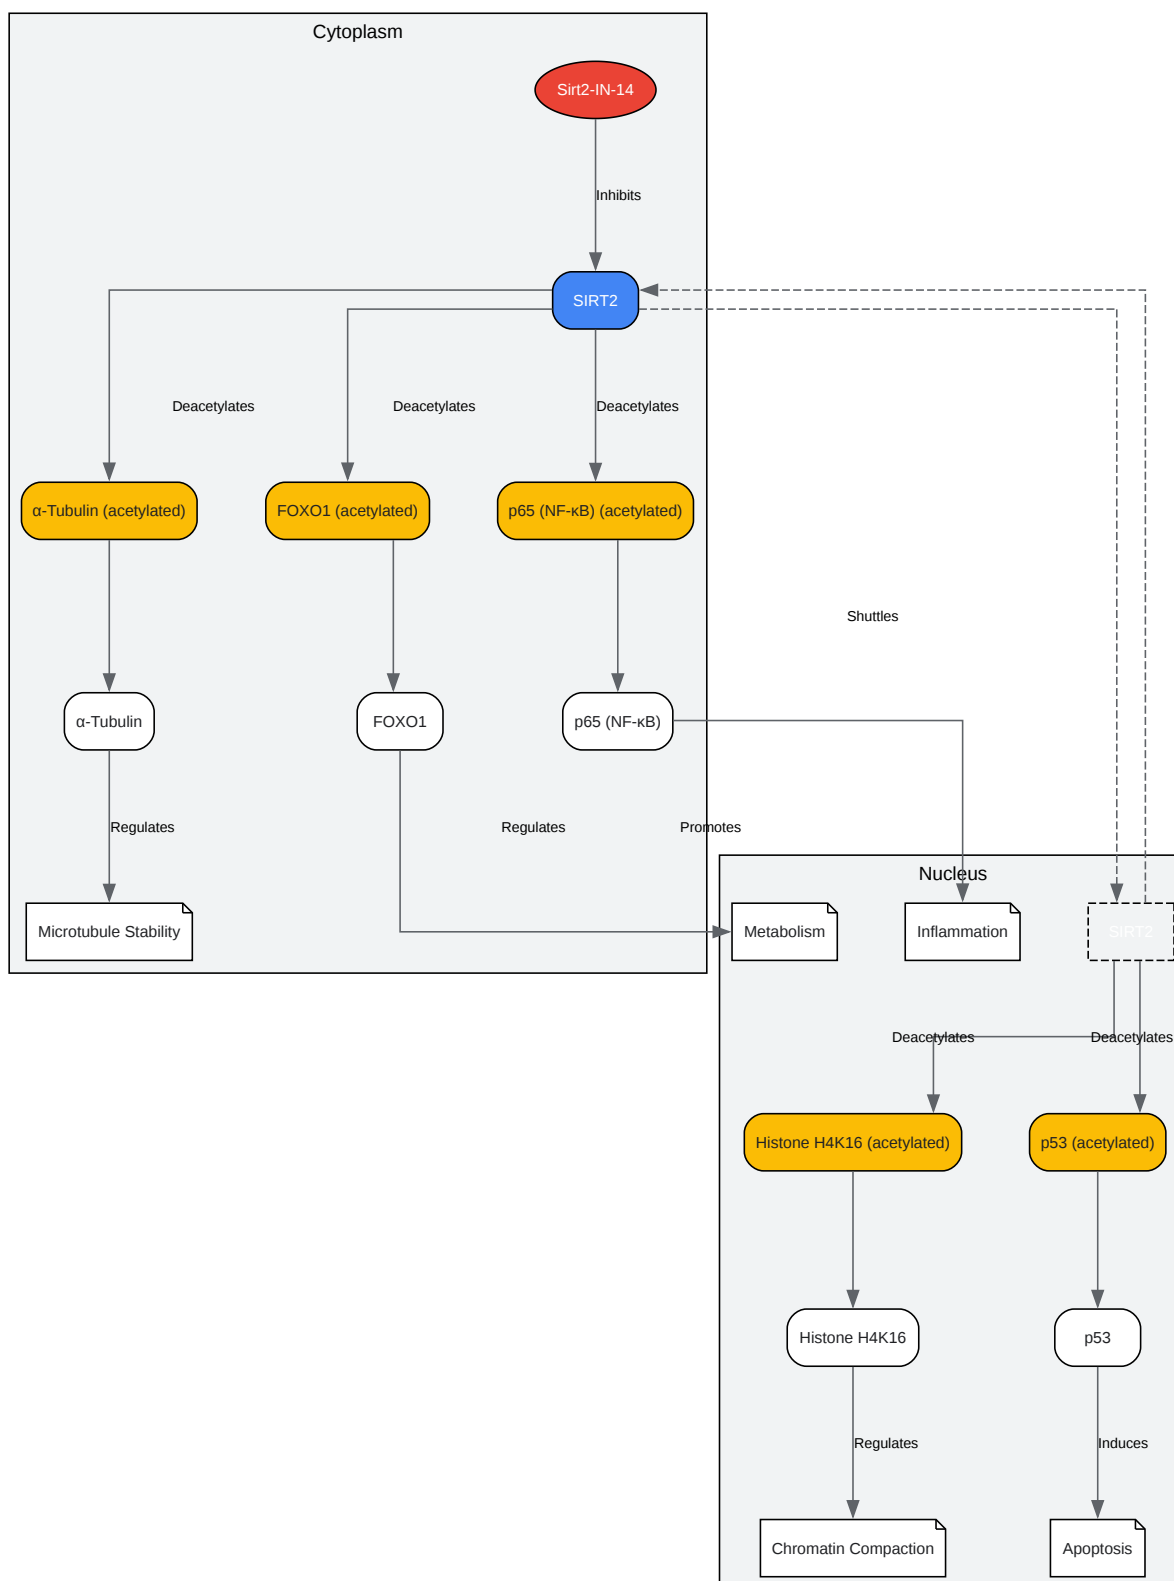 Cytoplasm
Sirt2-IN-14
Inhibits
SIRT2
Deacetylates
Deacetylates
Deacetylates
α-Tubulin (acetylated)
FOXO1 (acetylated)
p65 (NF-κB) (acetylated)
Shuttles
α-Tubulin
FOXO1
p65 (NF-κB)
Regulates
Regulates
Promotes
Nucleus
Microtubule Stability
Metabolism
Inflammation
SIRT2
Deacetylates
Deacetylates
Histone H4K16 (acetylated)
p53 (acetylated)
Histone H4K16
p53
Regulates
Induces
Chromatin Compaction
Apoptosis